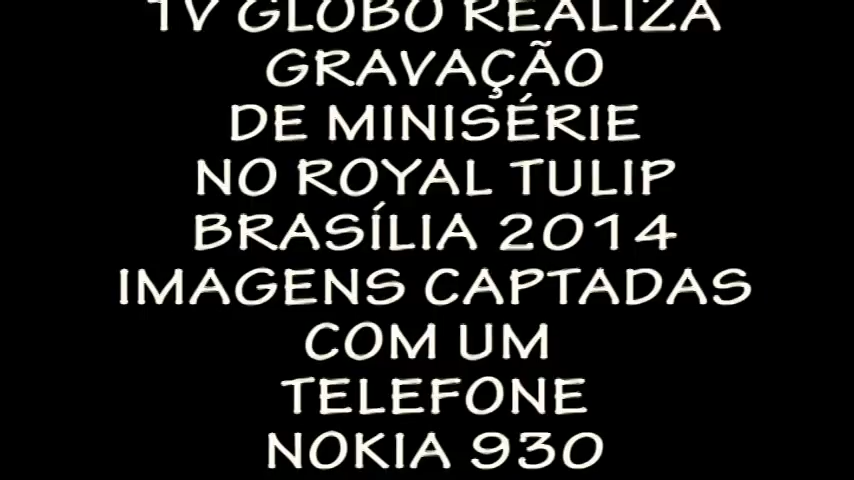 TV GLOBO REALIZA
GRAVAÇÃO
DE MINISÉRIE
NO ROYAL TULIP
BRASÍLIA 2014
IMAGENS CAPTADAS
COM UM
TELEFONE
NOKIA 930